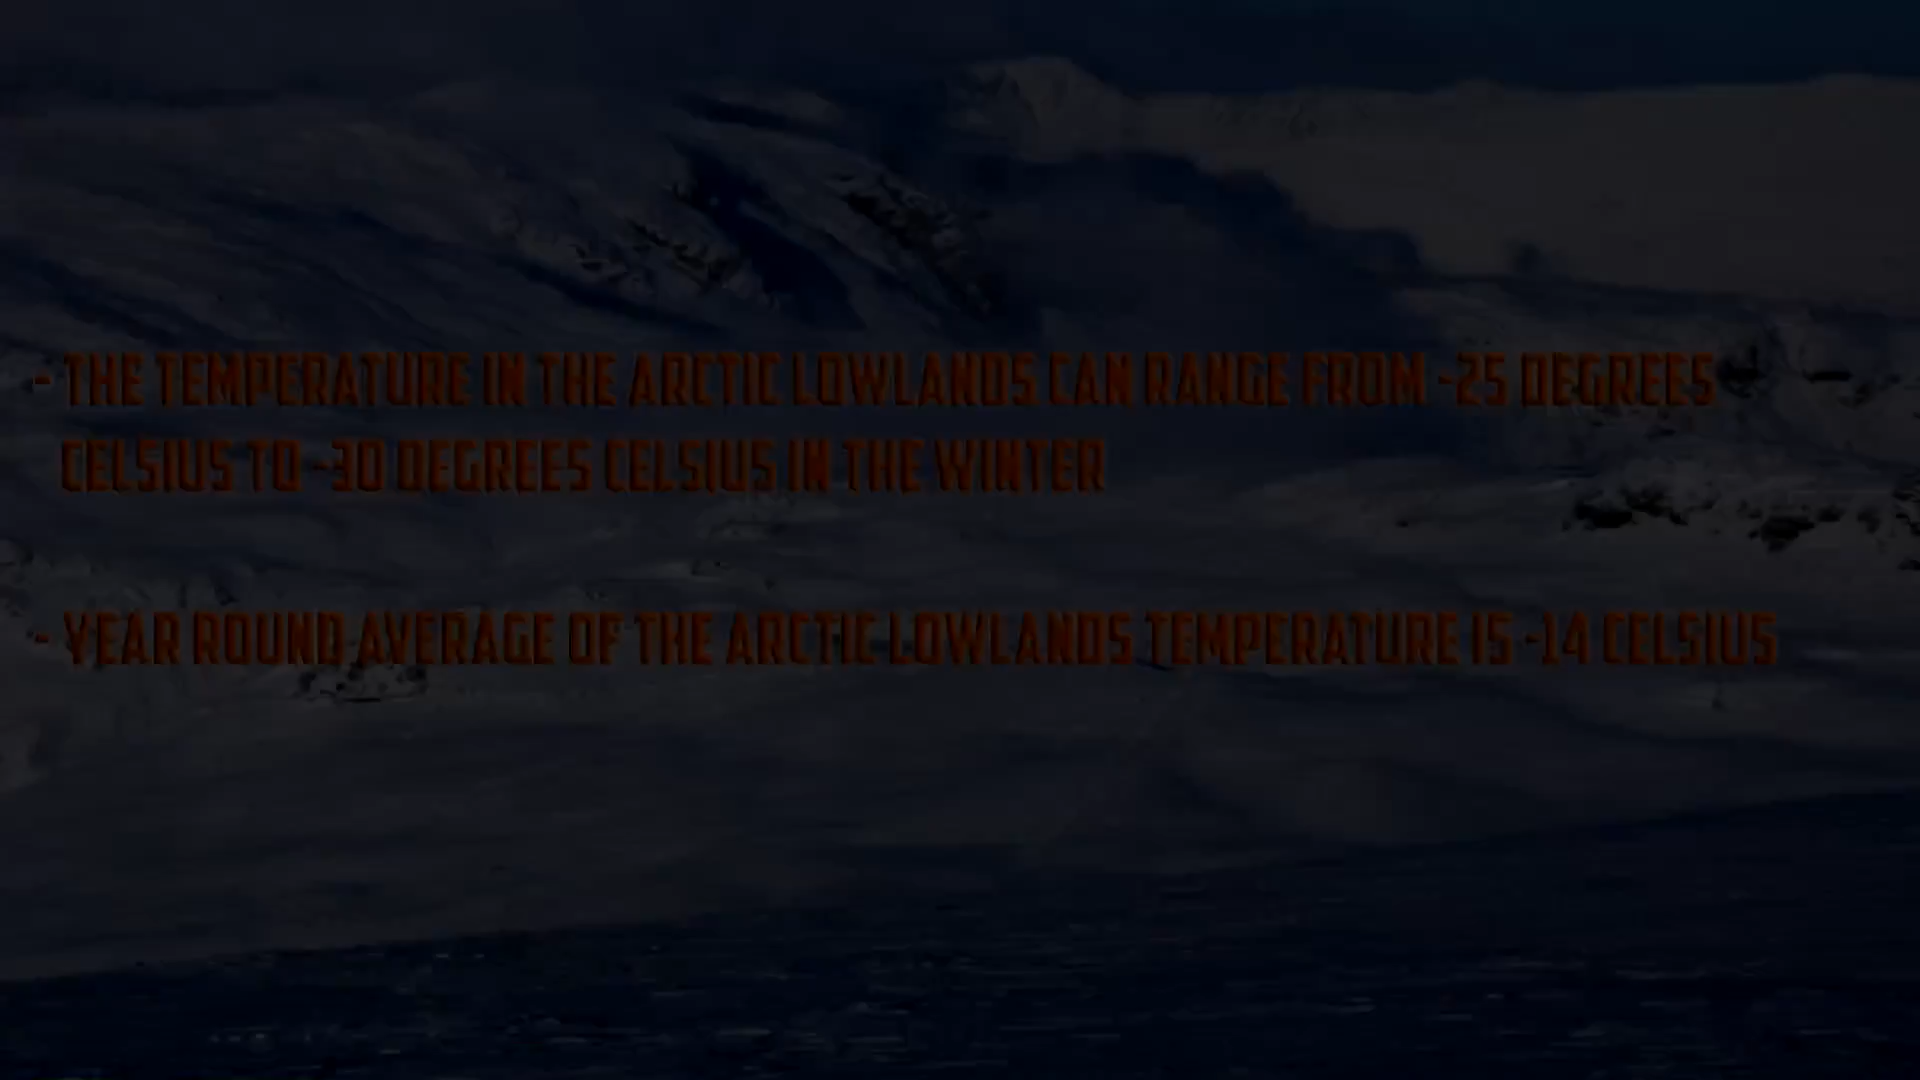 - THE TEMPERATURE IN THE ARCTIC LOWLANDS CAN RANGE FROM -25 DEGREES
CELSIUS TO -30 DEGREES CELSIUS IN THE WINTER
- YEAR ROUND AVERAGE OF THE ARCTIC LOWLANDS TEMPERATURE IS -14 CELSIUS